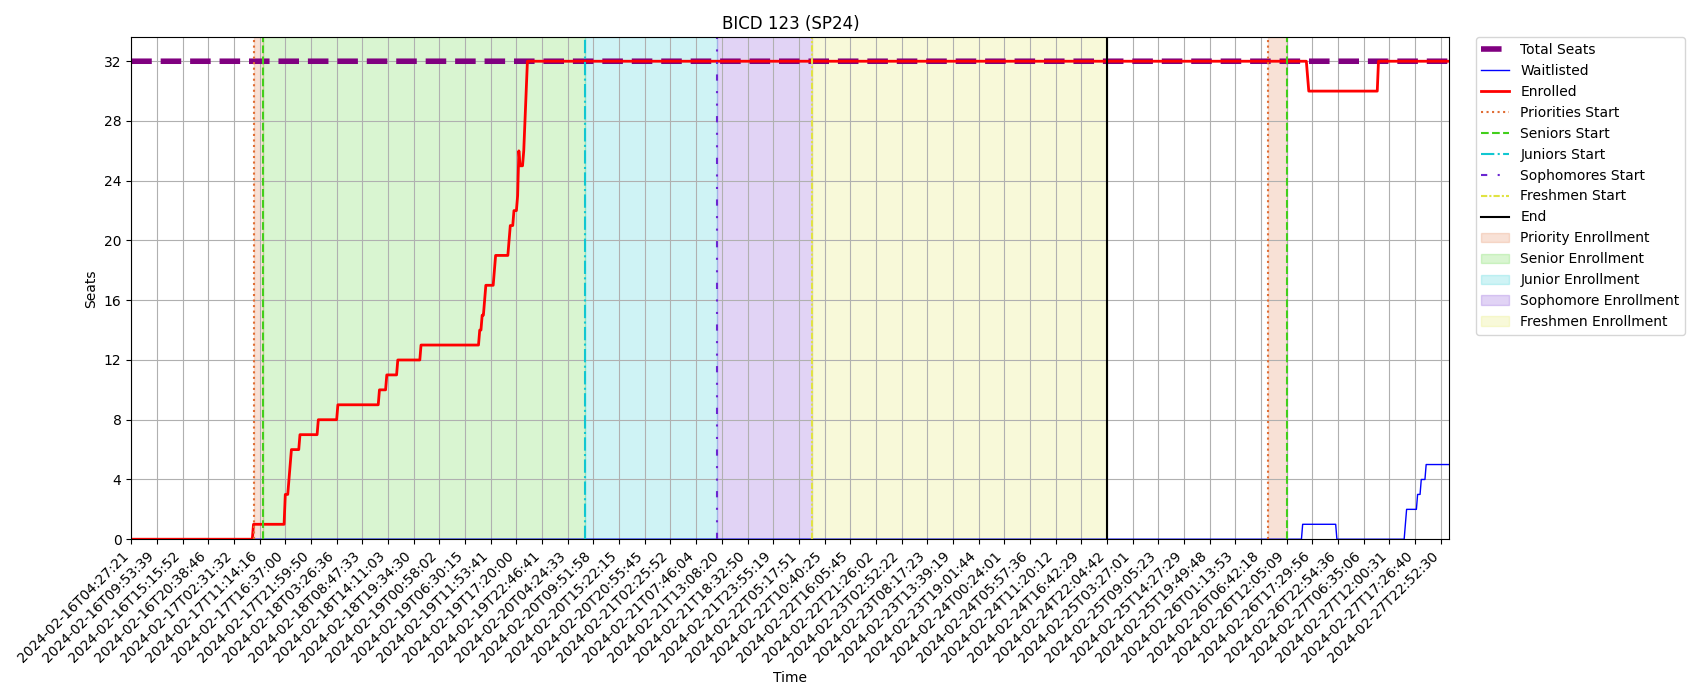 BICD 123 (SP24)
Total Seats
Waitlisted
Enrolled
Priorities Start
Seniors Start
Juniors Start
Sophomores Start
Freshmen Start
End
Priority Enrollment
Senior Enrollment
Junior Enrollment
Sophomore Enrollment
Freshmen Enrollment
Seats
32
28
24
20
16
12
8
4
0
2024-02-16T04:27:21
2024-02-16T09:53:39
2024-02-16T15:15:52
2024-02-16T20:38:46
2024-02-17T02:31:32
2024-02-17T11:14:16
2024-02-17T16:37:00
2024-02-17T21:59:50
2024-02-18T03:26:36
2024-02-18T08:47:33
2024-02-18T14:11:03
2024-02-18T19:34:30
2024-02-19T00:58:02
2024-02-19T06:30:15
2024-02-19T11:53:41
2024-02-19T17:20:00
2024-02-19T22:46:41
2024-02-20T04:24:33
2024-02-20T09:51:58
2024-02-20T15:22:15
2024-02-20T20:55:45
2024-02-21T02:25:52
2024-02-21T07:46:04
2024-02-21T13:08:20
2024-02-21T18:32:50
2024-02-21T23:55:19
2024-02-22T05:17:51
2024-02-22T10:40:25
2024-02-22T16:05:45
2024-02-22T21:26:02
2024-02-23T02:52:22
2024-02-23T08:17:23
2024-02-23T13:39:19
2024-02-23T19:01:44
2024-02-24T00:24:01
2024-02-24T05:57:36
2024-02-24T11:20:12
2024-02-24T16:42:29
2024-02-24T22:04:42
2024-02-25T03:27:01
2024-02-25T09:05:23
2024-02-25T14:27:29
2024-02-25T19:49:48
2024-02-26T01:13:53
2024-02-26T06:42:18
2024-02-26T12:05:09
2024-02-26T17:29:56
2024-02-26T22:54:36
2024-02-27T06:35:06
2024-02-27T12:00:31
2024-02-27T17:26:40
2024-02-27T22:52:30
Time